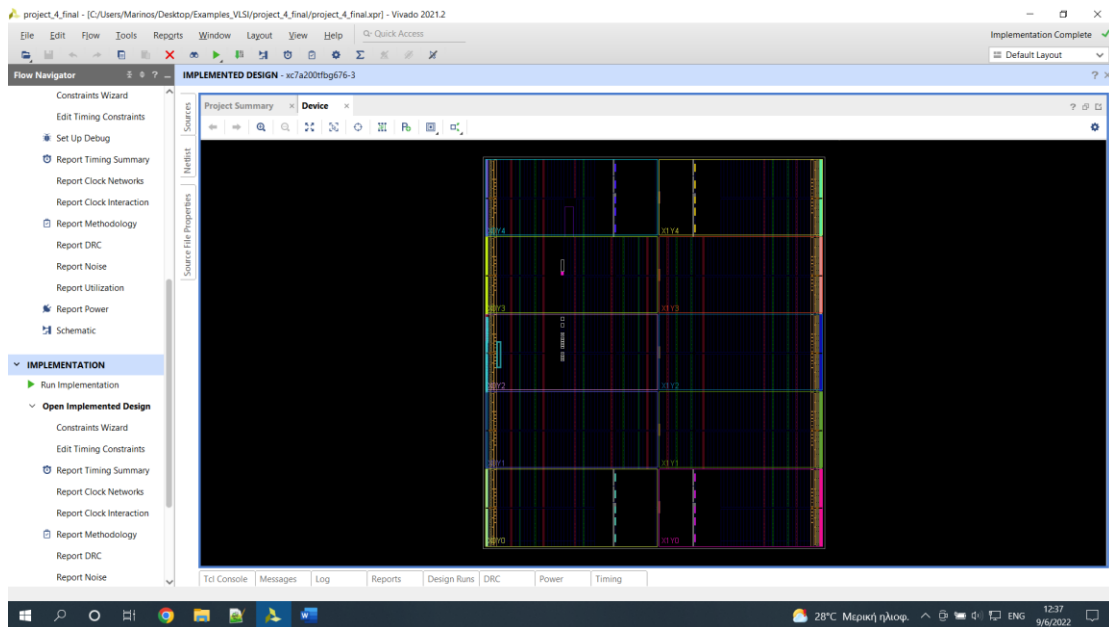 project_4_final - [C:/Users/Marinos/Desktop/Examples_VLSI/project_4_final/project_4_final.xpr] - Vivado 2021.2
File Edit Flow Tools Reports Window Layout View Help Q- Quick Access
Implementation Complete
Default Layout
Flow Navigator
IMPLEMENTED DESIGN - xc7a200tfbg676-3
Constraints Wizard
Edit Timing Constraints
Set Up Debug
Report Timing Summary
Report Clock Networks
Report Clock Interaction
Report Methodology
Report DRC
Report Noise
Report Utilization
Report Power
Schematic
IMPLEMENTATION
Run Implementation
Open Implemented Design
Constraints Wizard
Edit Timing Constraints
Report Timing Summary
Report Clock Networks
Report Clock Interaction
Report Methodology
Report DRC
Report Noise
Sources
Netlist
Source File Properties
Project Summary Device
X0Y4 X1Y4
X0Y3 X1Y3
X0Y2 X1Y2
X0Y1 X1Y1
X0Y0 X1Y0
Tcl Console Messages Log Reports Design Runs DRC Power Timing
28°C Μερική ηλιοφ. ENG
12:37
9/6/2022